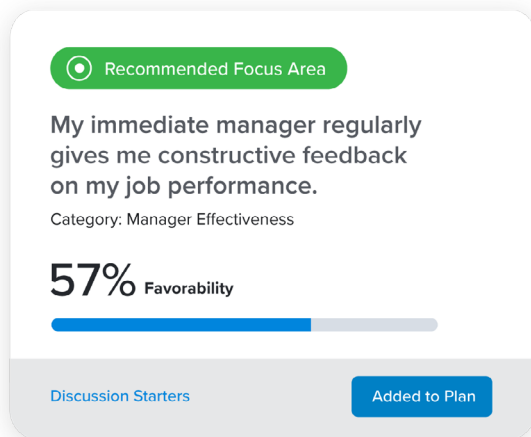 Recommended Focus Area
My immediate manager regularly
gives me constructive feedback
on my job performance.
Category: Manager Effectiveness
57% Favorability
Discussion Starters
Added to Plan